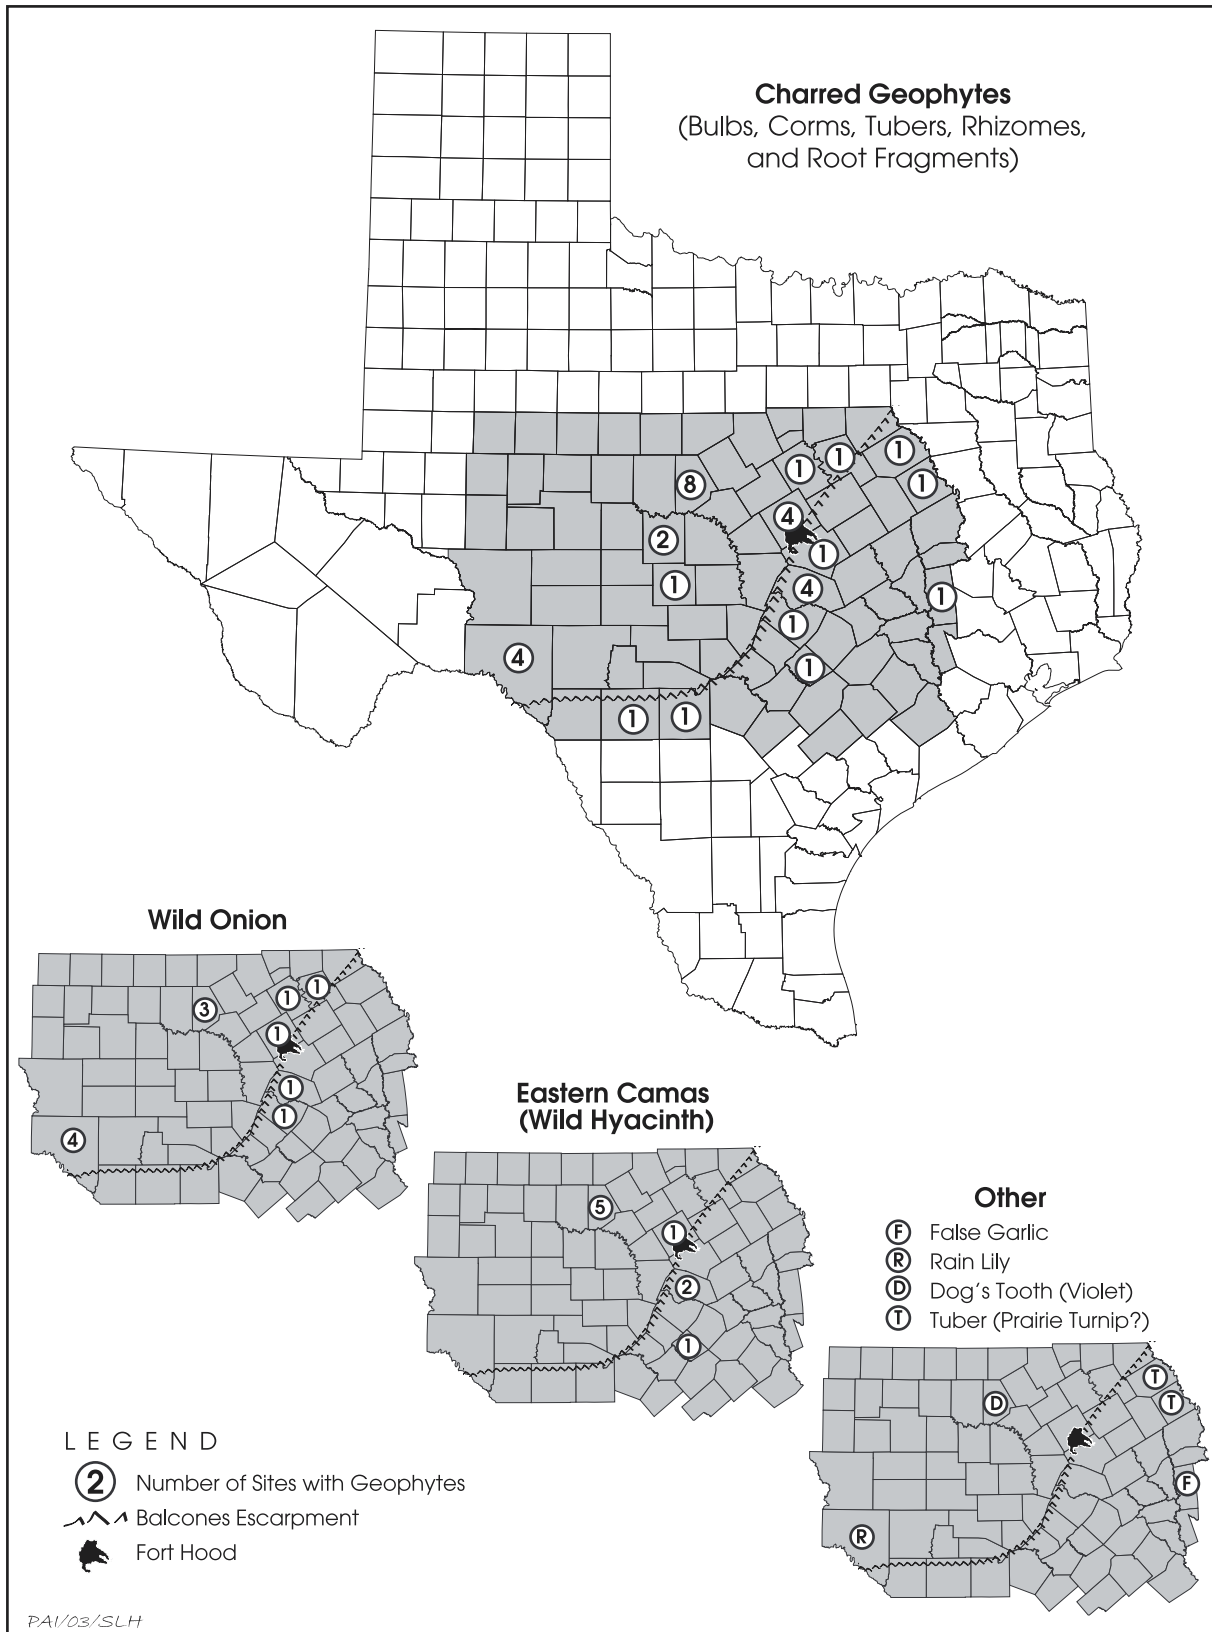 Charred Geophytes
(Bulbs, Corms, Tubers, Rhizomes,
and Root Fragments)
1
1
1
8
1
4
2
1
1
4
1
1
4
1
1
1
Wild Onion
1
1
3
1
1
1
4
Eastern Camas
(Wild Hyacinth)
5
1
2
1
Other
F False Garlic
R Rain Lily
D Dog's Tooth (Violet)
T Tuber (Prairie Turnip?)
T
D
T
F
R
LEGEND
2 Number of Sites with Geophytes
Balcones Escarpment
Fort Hood
PAI/03/SLH